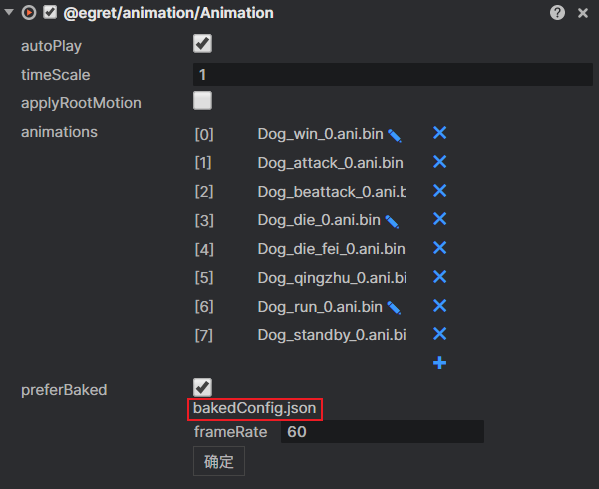 @egret/animation/Animation
autoPlay
timeScale 1
applyRootMotion
animations [0] Dog_win_0.ani.bin
[1] Dog_attack_0.ani.bin
[2] Dog_beattack_0.ani.b
[3] Dog_die_0.ani.bin
[4] Dog_die_fei_0.ani.bin
[5] Dog_qingzhu_0.ani.bi
[6] Dog_run_0.ani.bin
[7] Dog_standby_0.ani.bi
preferBaked
bakedConfig.json
frameRate 60
确定